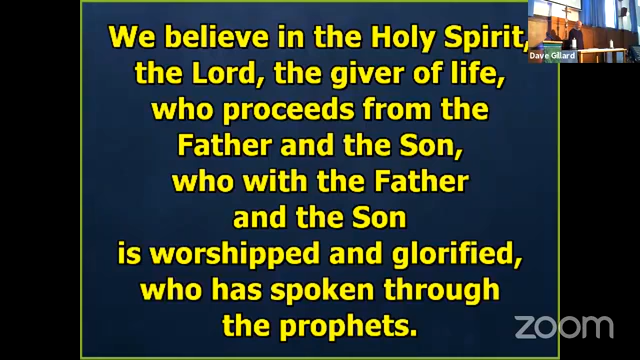 We believe in the Holy Spirit,
the Lord, the giver of life,
who proceeds from the
Father and the Son,
who with the Father
and the Son
is worshipped and glorified,
who has spoken through
the prophets.
Dave Gllard
zoom